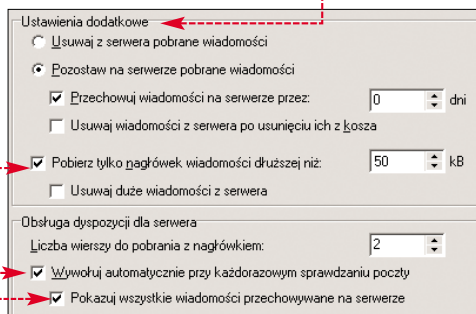 Ustawienia dodatkowe
Usuwaj z serwera pobrane wiadomości
Pozostaw na serwerze pobrane wiadomości
Przechowuj wiadomości na serwerze przez: 0 dni
Usuwaj wiadomości z serwera po usunięciu ich z kosza
Pobierz tylko nagłówek wiadomości dłuższej niż: 50 kB
Usuwaj duże wiadomości z serwera
Obsługa dyspozycji dla serwera
Liczba wierszy do pobrania z nagłówkiem: 2
Wywołuj automatycznie przy każdorazowym sprawdzaniu poczty
Pokazuj wszystkie wiadomości przechowywane na serwerze